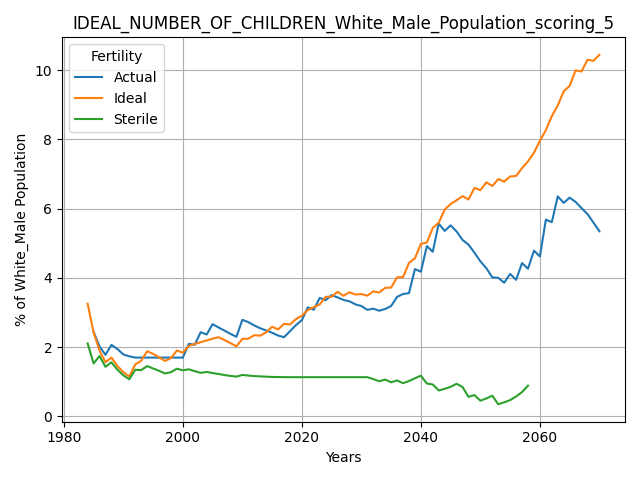 IDEAL_NUMBER_OF_CHILDREN_White_Male_Population_scoring_5
Fertility
Actual
Ideal
Sterile
% of White_Male Population
10
8
6
4
2
0
1980
2000
2020
2040
2060
Years